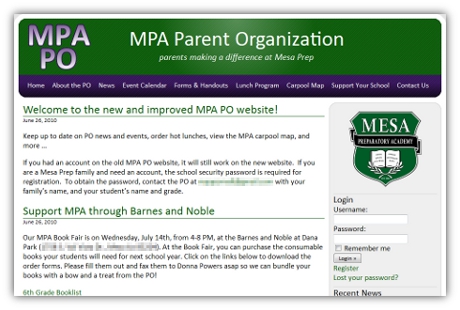 MPA
PO
MPA Parent Organization
parents making a difference at Mesa Prep
Home About the PO News Event Calendar Forms & Handouts Lunch Program Carpool Map Support Your School Contact Us
Welcome to the new and improved MPA PO website!
June 26, 2010
Keep up to date on PO news and events, order hot lunches, view the MPA carpool map, and
more ...
If you had an account on the old MPA PO website, it will still work on the new website. If you
are a Mesa Prep family and need an account, the school security password is required for
registration. To obtain the password, contact the PO at with your
family's name, and your student's name and grade.
Support MPA through Barnes and Noble
June 26, 2010
Our MPA Book Fair is on Wednesday, July 14th, from 4-8 PM, at the Barnes and Noble at Dana
Park ( ). At the Book Fair, you can purchase the consumable
books your students will need for next school year. Click on the links below to download the
order forms. Please fill them out and fax them to Donna Powers asap so we can bundle your
books with a bow and a treat from the PO!
6th Grade Booklist
MESA
PREPARATORY ACADEMY
Login
Username:
Password:
Remember me
Login »
Register
Lost your password?
Recent News